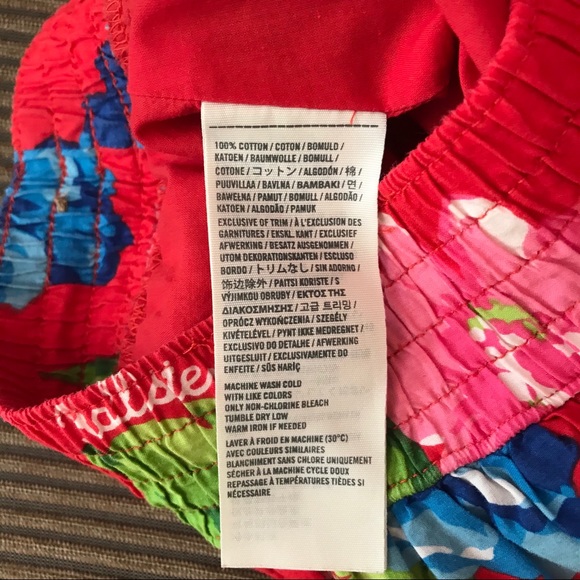 100% COTTON / COTON / BOMULD /
KATOEN / BAUMWOLLE / BOMULL /
COTONE / コットン / ALGODÓN / 棉 /
PUUVILLAA / BAVLNA / ΒΑΜΒΑΚΙ / 면 /
BAWEŁNA / PAMUT / BUMBAC / ALGODÃO /
KATOEN / ALGODÃO / PAMUK
EXCLUSIVE OF TRIM / À L'EXCLUSION DES
GARNITURES / EKSKL. KANT / EXCLUSIEF
AFWERKING / BESATZ AUSGENOMMEN /
UTOM DEKORATIONSKANTEN / ESCLUSO
BORDO / トリムなし / SIN ADORNO /
饰边除外 / PAITSI KORISTE / S
VÝJIMKOU OBRUBY / ΕΚΤΟΣ ΤΗΣ
ΔΙΑΚΟΣΜΗΣΗΣ / 고급 트리밍 /
OPRÓCZ WYKOŃCZENIA / SZEGÉLY
KIVÉTELÉVEL / PYNT IKKE MEDREGNET /
EXCLUSIVO DO DETALHE / AFWERKING
UITGESLUIT / EXCLUSIVAMENTE DO
ENFEITE / SÜS HARİÇ
MACHINE WASH COLD
WITH LIKE COLORS
ONLY NON-CHLORINE BLEACH
TUMBLE DRY LOW
WARM IRON IF NEEDED
LAVER À FROID EN MACHINE (30°C)
AVEC COULEURS SIMILAIRES
BLANCHIMENT SANS CHLORE UNIQUEMENT
SÉCHER À LA MACHINE CYCLE DOUX
REPASSAGE À TEMPÉRATURES TIÈDES SI
NÉCESSAIRE